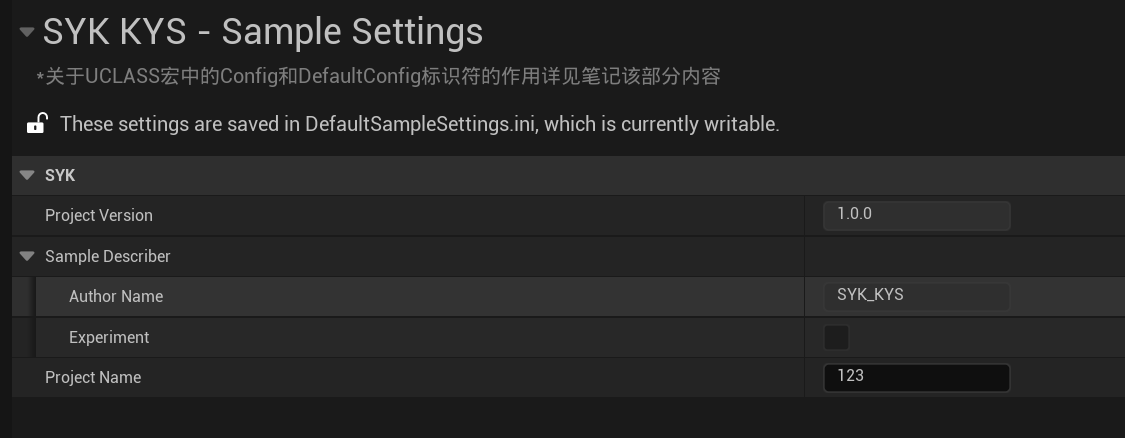 SYK KYS - Sample Settings
*关于UCLASS宏中的Config和DefaultConfig标识符的作用详见笔记该部分内容
These settings are saved in DefaultSampleSettings.ini, which is currently writable.
SYK
Project Version 1.0.0
Sample Describer
Author Name SYK_KYS
Experiment
Project Name 123